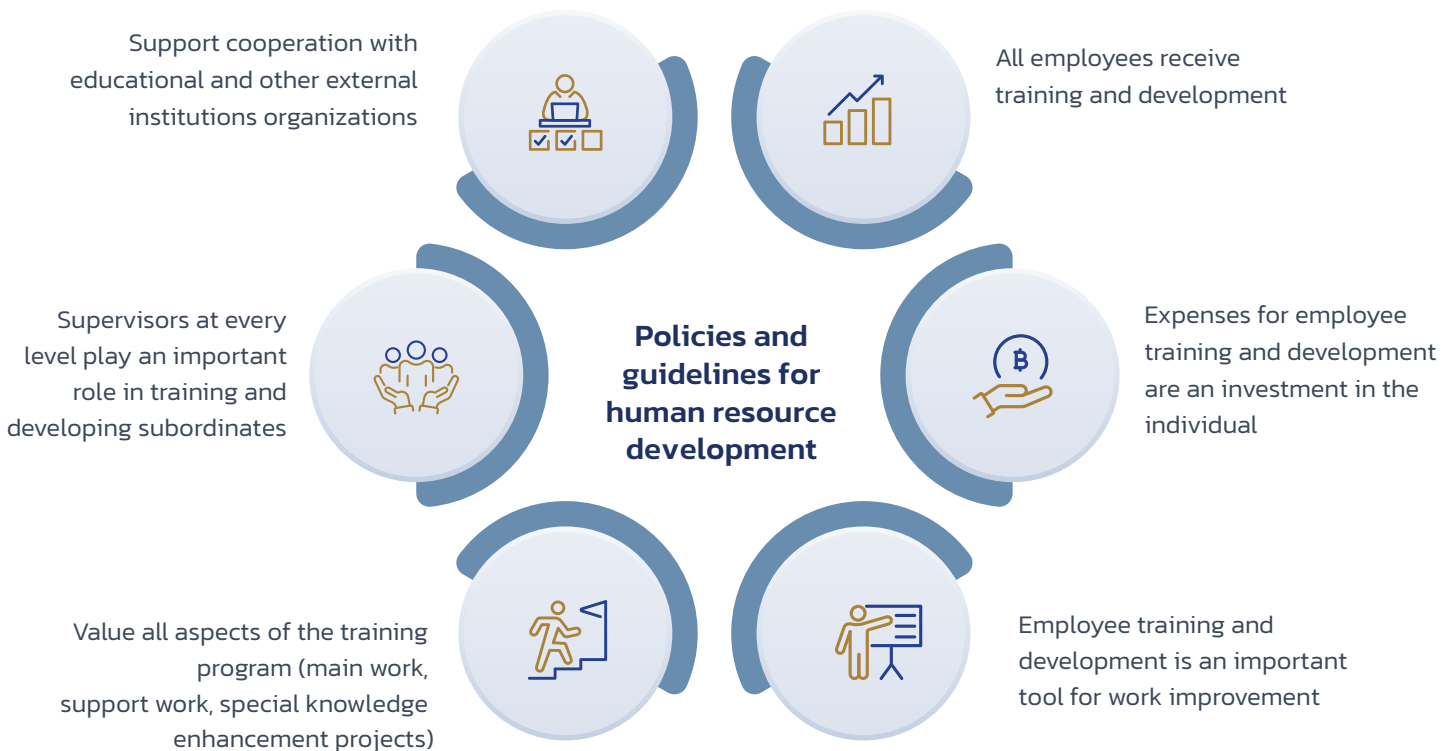 Support cooperation with
educational and other external
institutions organizations
All employees receive
training and development
Supervisors at every
level play an important
role in training and
developing subordinates
Policies and
guidelines for
human resource
development
Expenses for employee
training and development
are an investment in the
individual
Value all aspects of the training
program (main work,
support work, special knowledge
enhancement projects)
Employee training and
development is an important
tool for work improvement